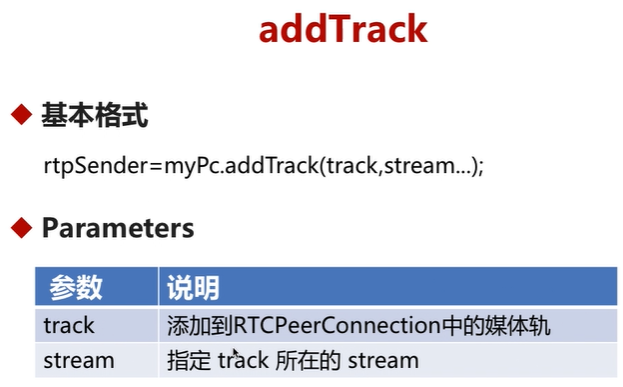 addTrack
基本格式
rtpSender=myPc.addTrack(track,stream...);
Parameters
参数 说明
track 添加到RTCPeerConnection中的媒体轨
stream 指定 track 所在的 stream